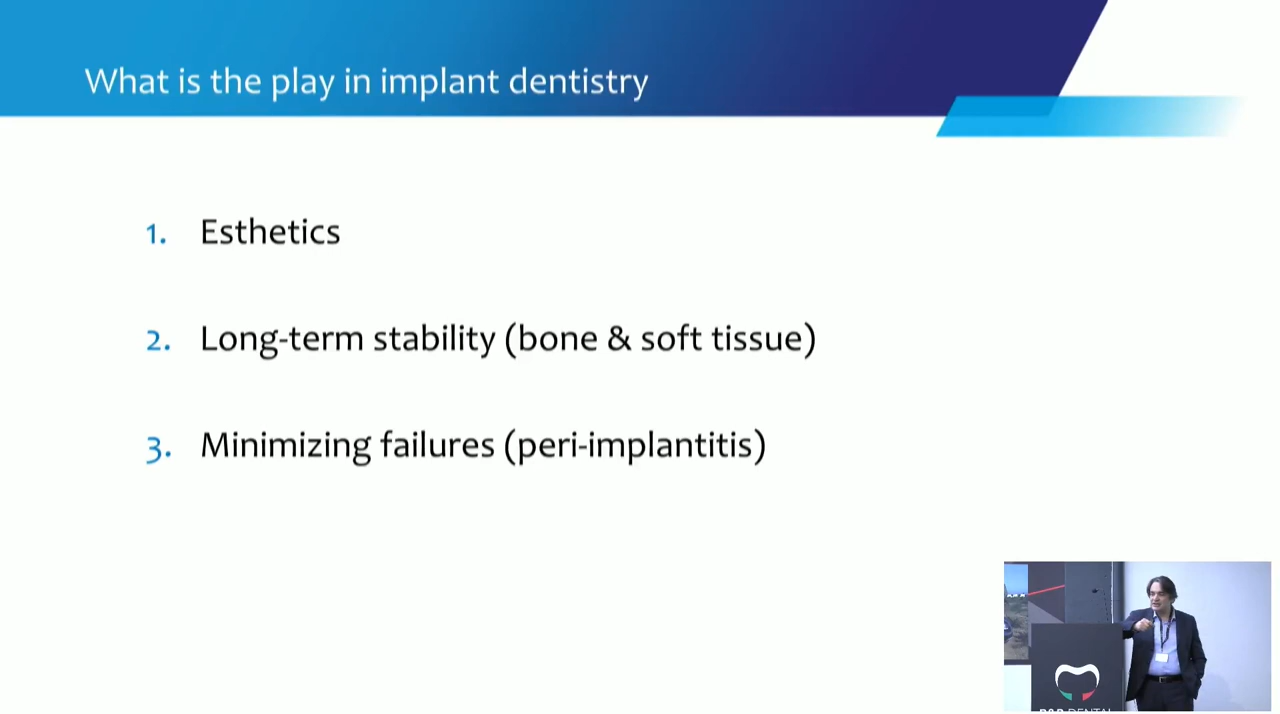 What is the play in implant dentistry
1. Esthetics
2. Long-term stability (bone & soft tissue)
3. Minimizing failures (peri-implantitis)
DENTAL